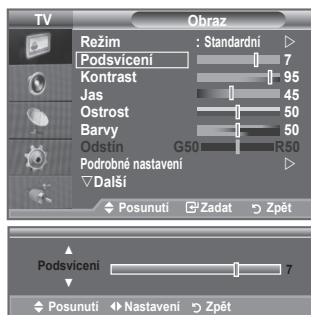 TV Obraz
Režim : Standardní
Podsvícení 7
Kontrast 95
Jas 45
Ostrost 50
Barvy 50
Odstín G50 R50
Podrobné nastavení
▽Další
Posunutí Zadat Zpět
Podsvícení 7
Posunutí Nastavení Zpět